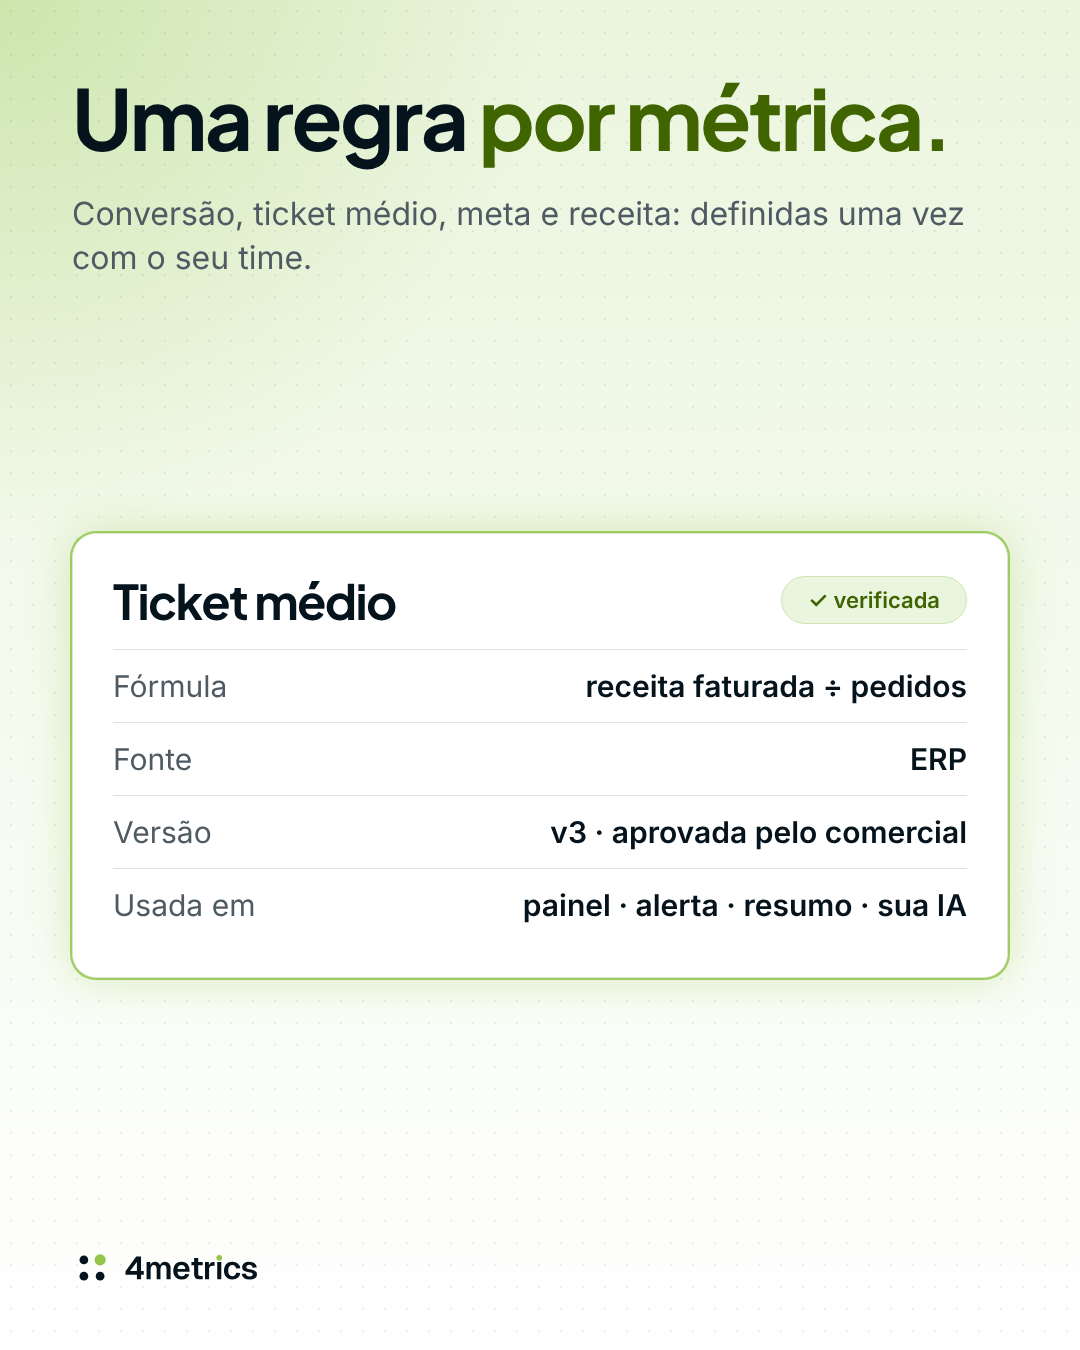 Uma regra por métrica.
Conversão, ticket médio, meta e receita: definidas uma vez
com o seu time.
Ticket médio
✓ verificada
Fórmula receita faturada ÷ pedidos
Fonte ERP
Versão v3 · aprovada pelo comercial
Usada em painel · alerta · resumo · sua IA
4metrics